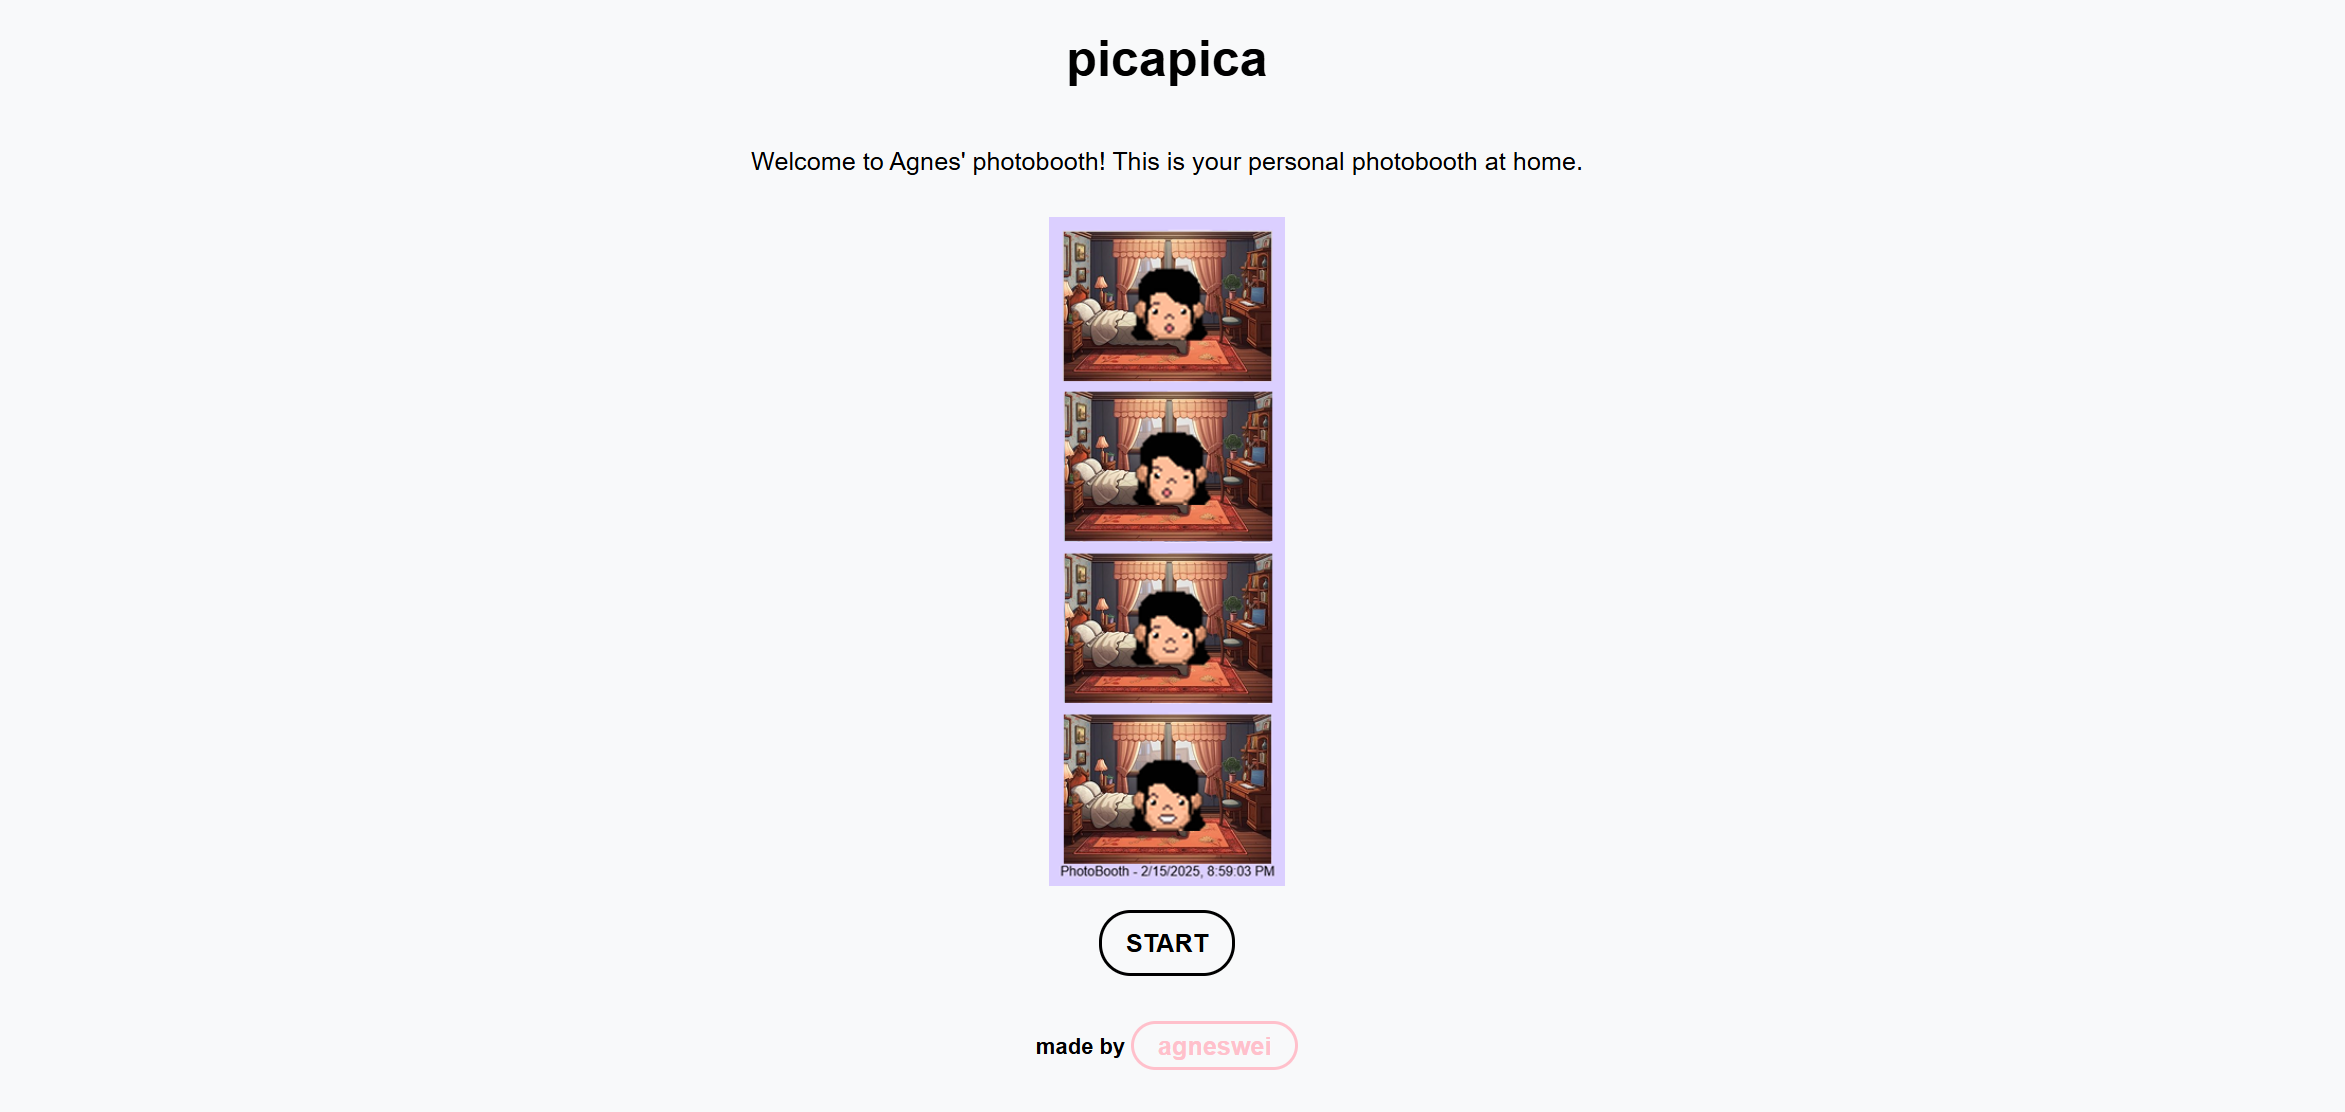 picapica
Welcome to Agnes' photobooth! This is your personal photobooth at home.
PhotoBooth - 2/15/2025, 8:59:03 PM
START
made by agneswei